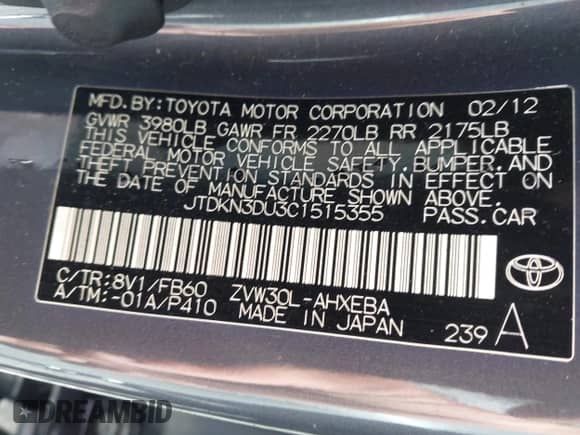 MFD.BY:TOYOTA MOTOR CORPORATION 02/12
GVWR 3980LB GAWR FR 2270LB RR 2175LB
THIS VEHICLE CONFORMS TO ALL APPLICABLE
FEDERAL MOTOR VEHICLE SAFETY, BUMPER, AND
THEFT PREVENTION STANDARDS IN EFFECT ON
THE DATE OF MANUFACTURE SHOWN ABOVE.
JTDKN3DU3C1515355 PASS.CAR
C/TR:8V1/FB60 ZVW30L-AHXEBA
A/TM:-01A/P410 MADE IN JAPAN 239 A
DREAMBID